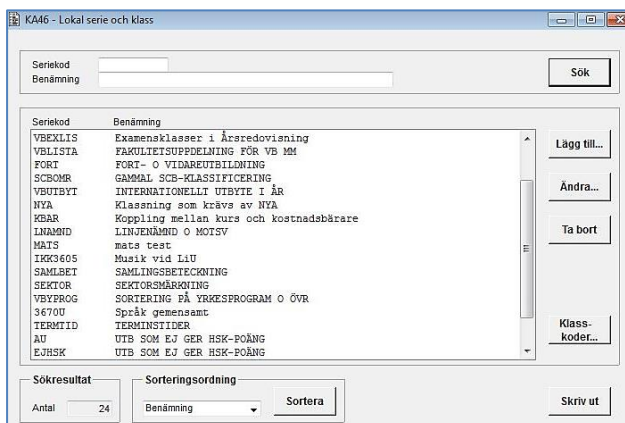 KA46 - Lokal serie och klass
Seriekod
Benämning
Sök
Seriekod Benämning
VBEXLIS Examensklasser i Årsredovisning
VBLISTA FAKULTETSUPPDELNING FÖR VB MM
FORT FORT- O VIDAREUTBILDNING
SCBOMR GAMMAL SCB-KLASSIFICERING
VBUTBYT INTERNATIONELLT UTBYTE I ÅR
NYA Klassning som krävs av NYA
KBAR Koppling mellan kurs och kostnadsbärare
LNAMND LINJENÄMND O MOTSV
MATS mats test
IKK3605 Musik vid LiU
SAMLBET SAMLINGSBETECKNING
SEKTOR SEKTORSMÄRKNING
VBYPROG SORTERING PÅ YRKESPROGRAM O ÖVR
3670U Språk gemensamt
TERMTID TERMINSTIDER
AU UTB SOM EJ GER HSK-POÄNG
EJHSK UTB SOM EJ GER HSK-POÄNG
Lägg till...
Ändra...
Ta bort
Klass-
koder...
Sökresultat
Antal 24
Sorteringsordning
Benämning
Sortera
Skriv ut